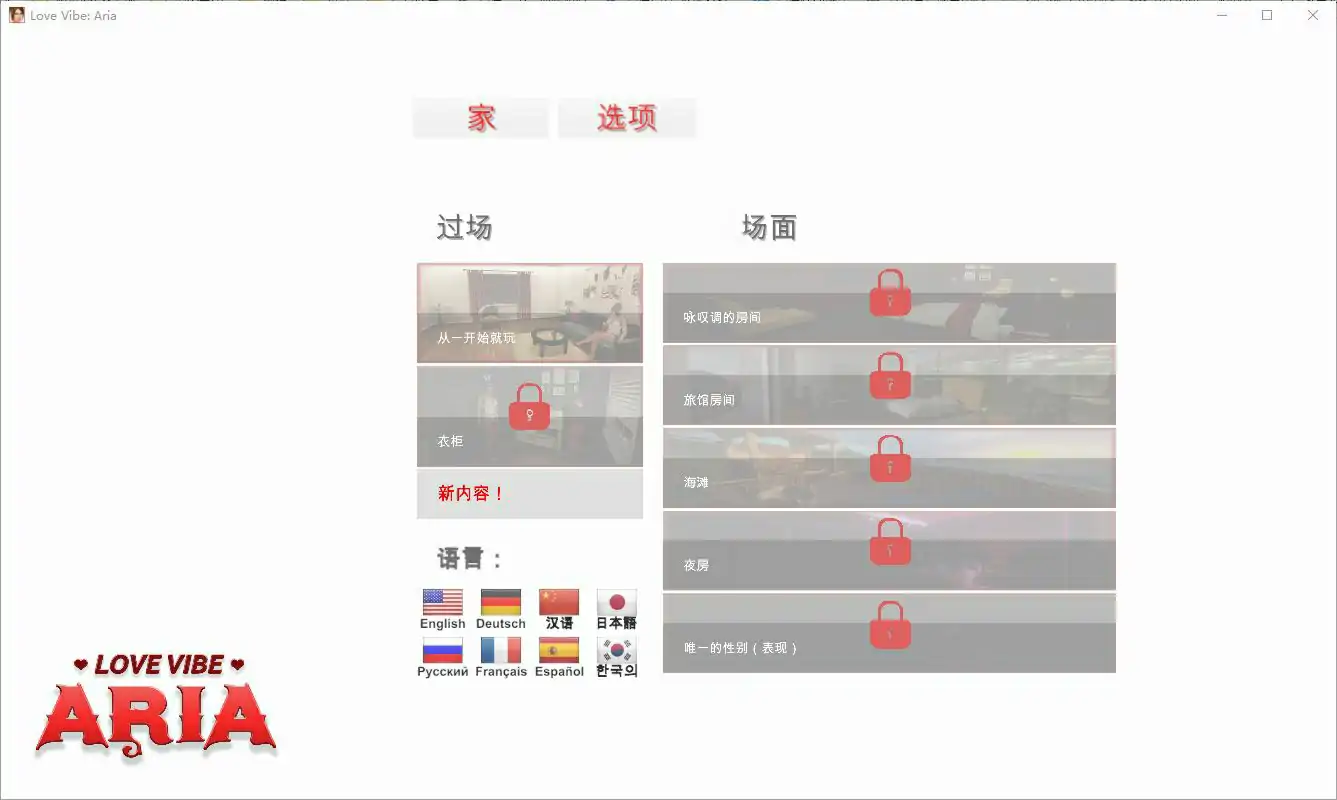 Love Vibe: Aria
家
选项
过场
场面
从一开始就玩
衣柜
新内容！
咏叹调的房间
旅馆房间
海滩
夜房
唯一的性别（表现）
语言：
English
Deutsch
汉语
日本語
Русский
Français
Español
한국의
LOVE VIBE
ARIA